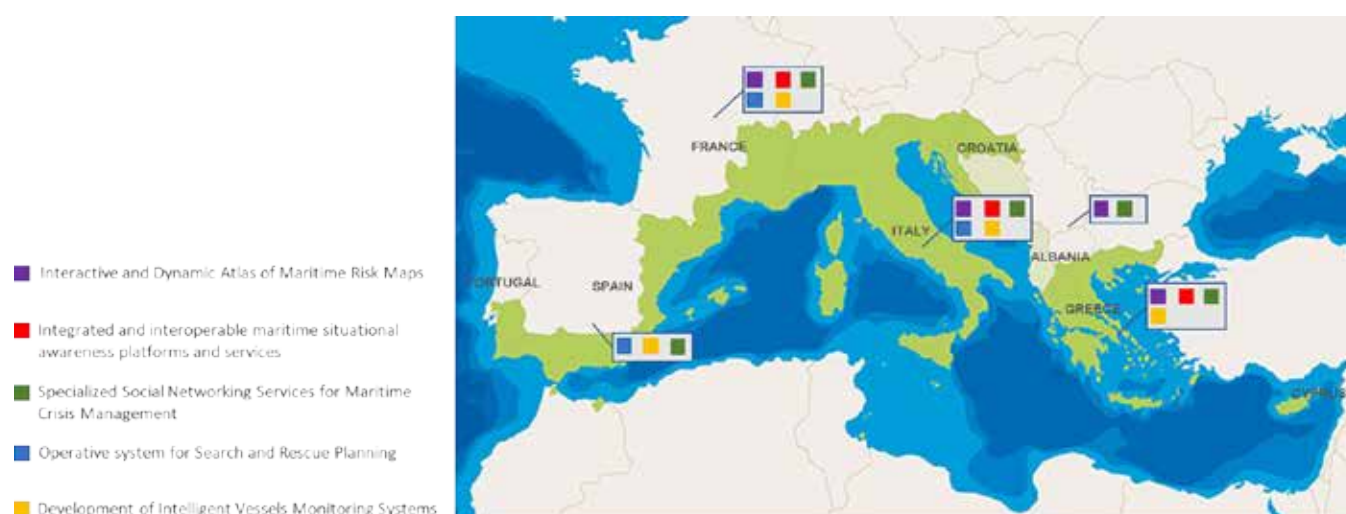 Interactive and Dynamic Atlas of Maritime Risk Maps
Integrated and interoperable maritime situational
awareness platforms and services
Specialized Social Networking Services for Maritime
Crisis Management
Operative system for Search and Rescue Planning
Development of Intelligent Vessels Monitoring Systems
FRANCE
CROATIA
ITALY
ALBANIA
PORTUGAL
SPAIN
GREECE
CYPRUS